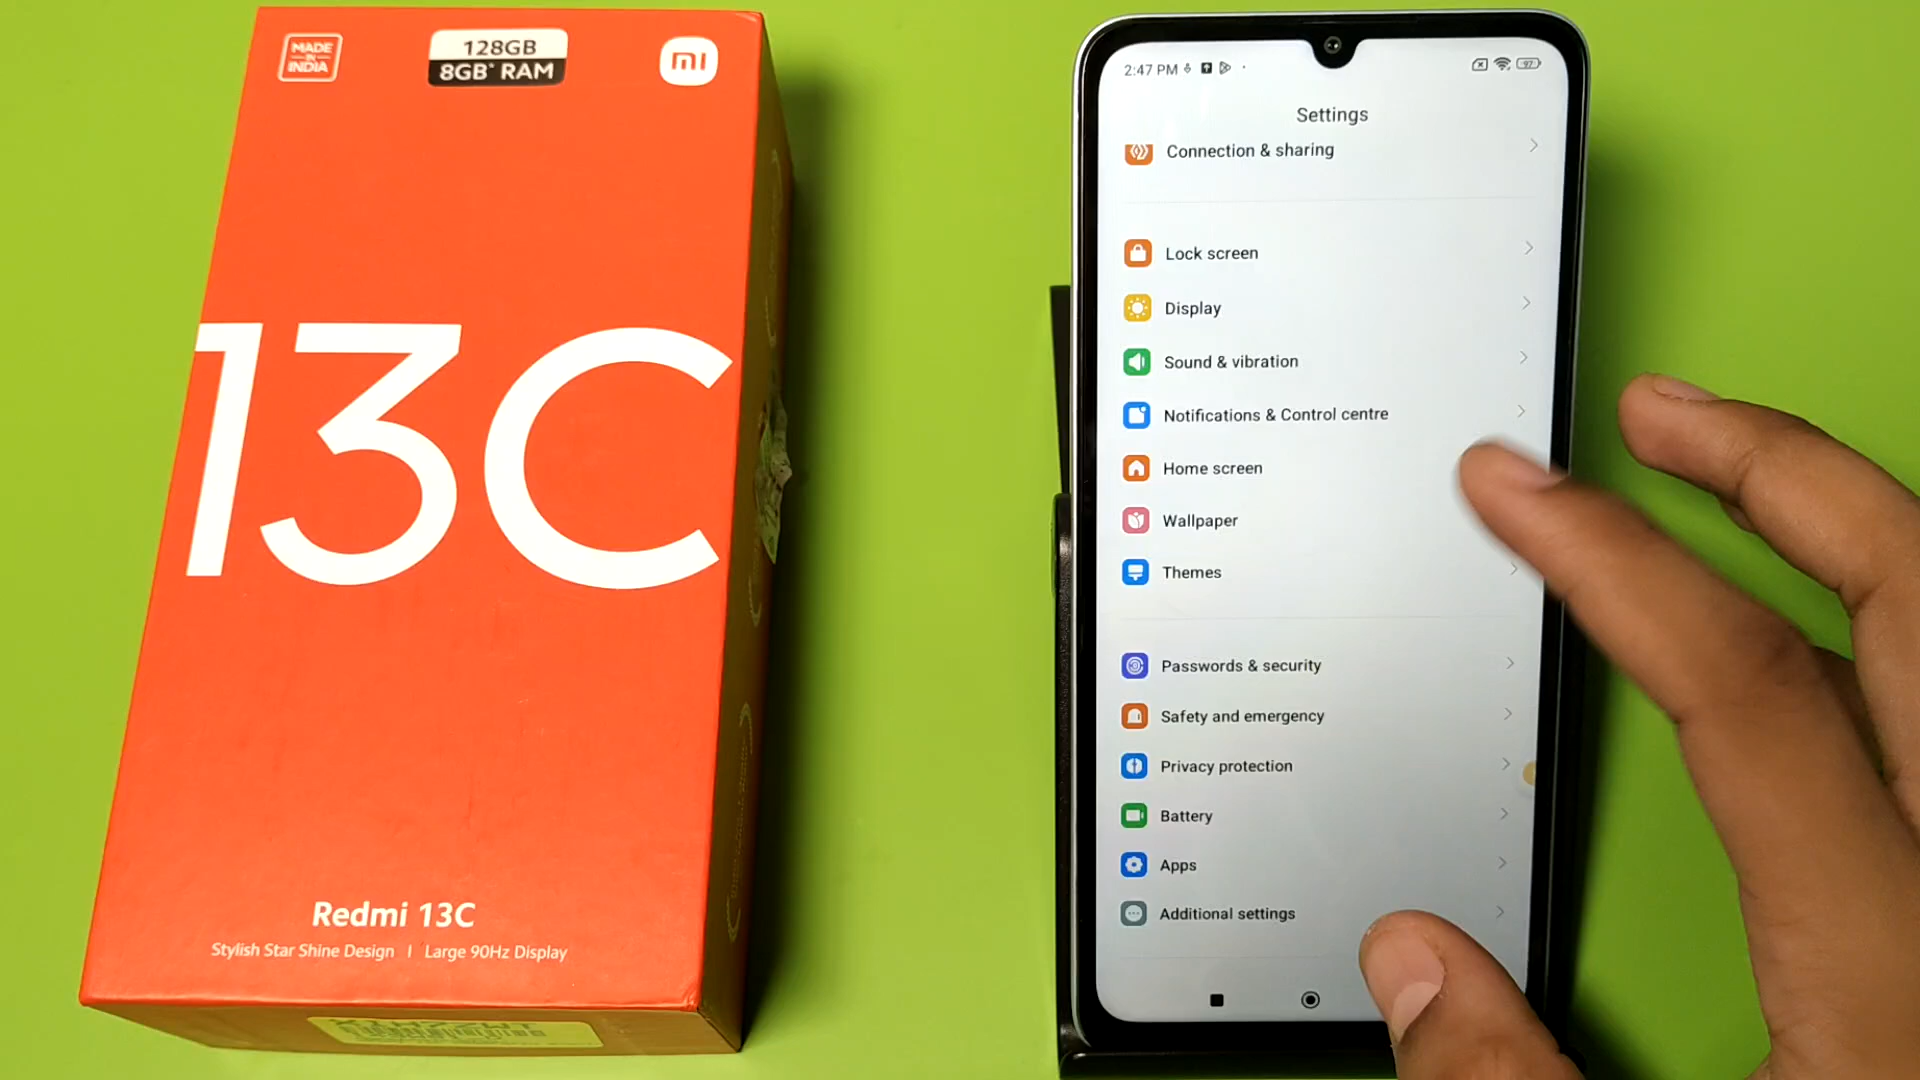 MADE
IN
INDIA
128GB
8GB* RAM
mi
13C
Redmi 13C
Stylish Star Shine Design | Large 90Hz Display
2:47 PM
97
Settings
Connection & sharing
Lock screen
Display
Sound & vibration
Notifications & Control centre
Home screen
Wallpaper
Themes
Passwords & security
Safety and emergency
Privacy protection
Battery
Apps
Additional settings